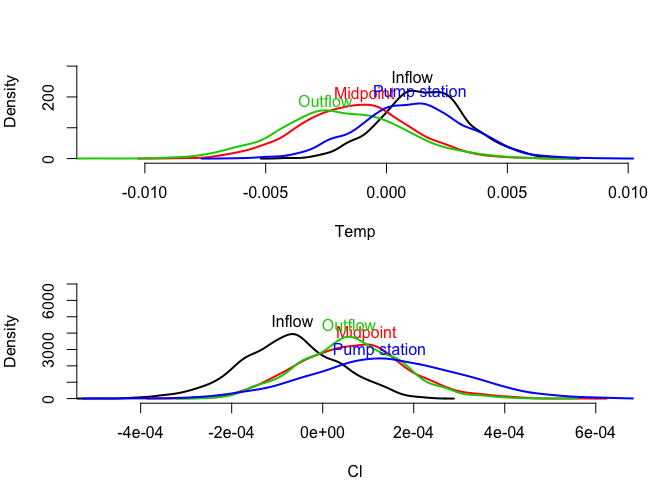 Inflow
Pump station
Midpoint
Outflow
Density
200
0
-0.010 -0.005 0.000 0.005 0.010
Temp
Inflow
Outflow
Midpoint
Pump station
Density
6000
3000
0
-4e-04 -2e-04 0e+00 2e-04 4e-04 6e-04
Cl